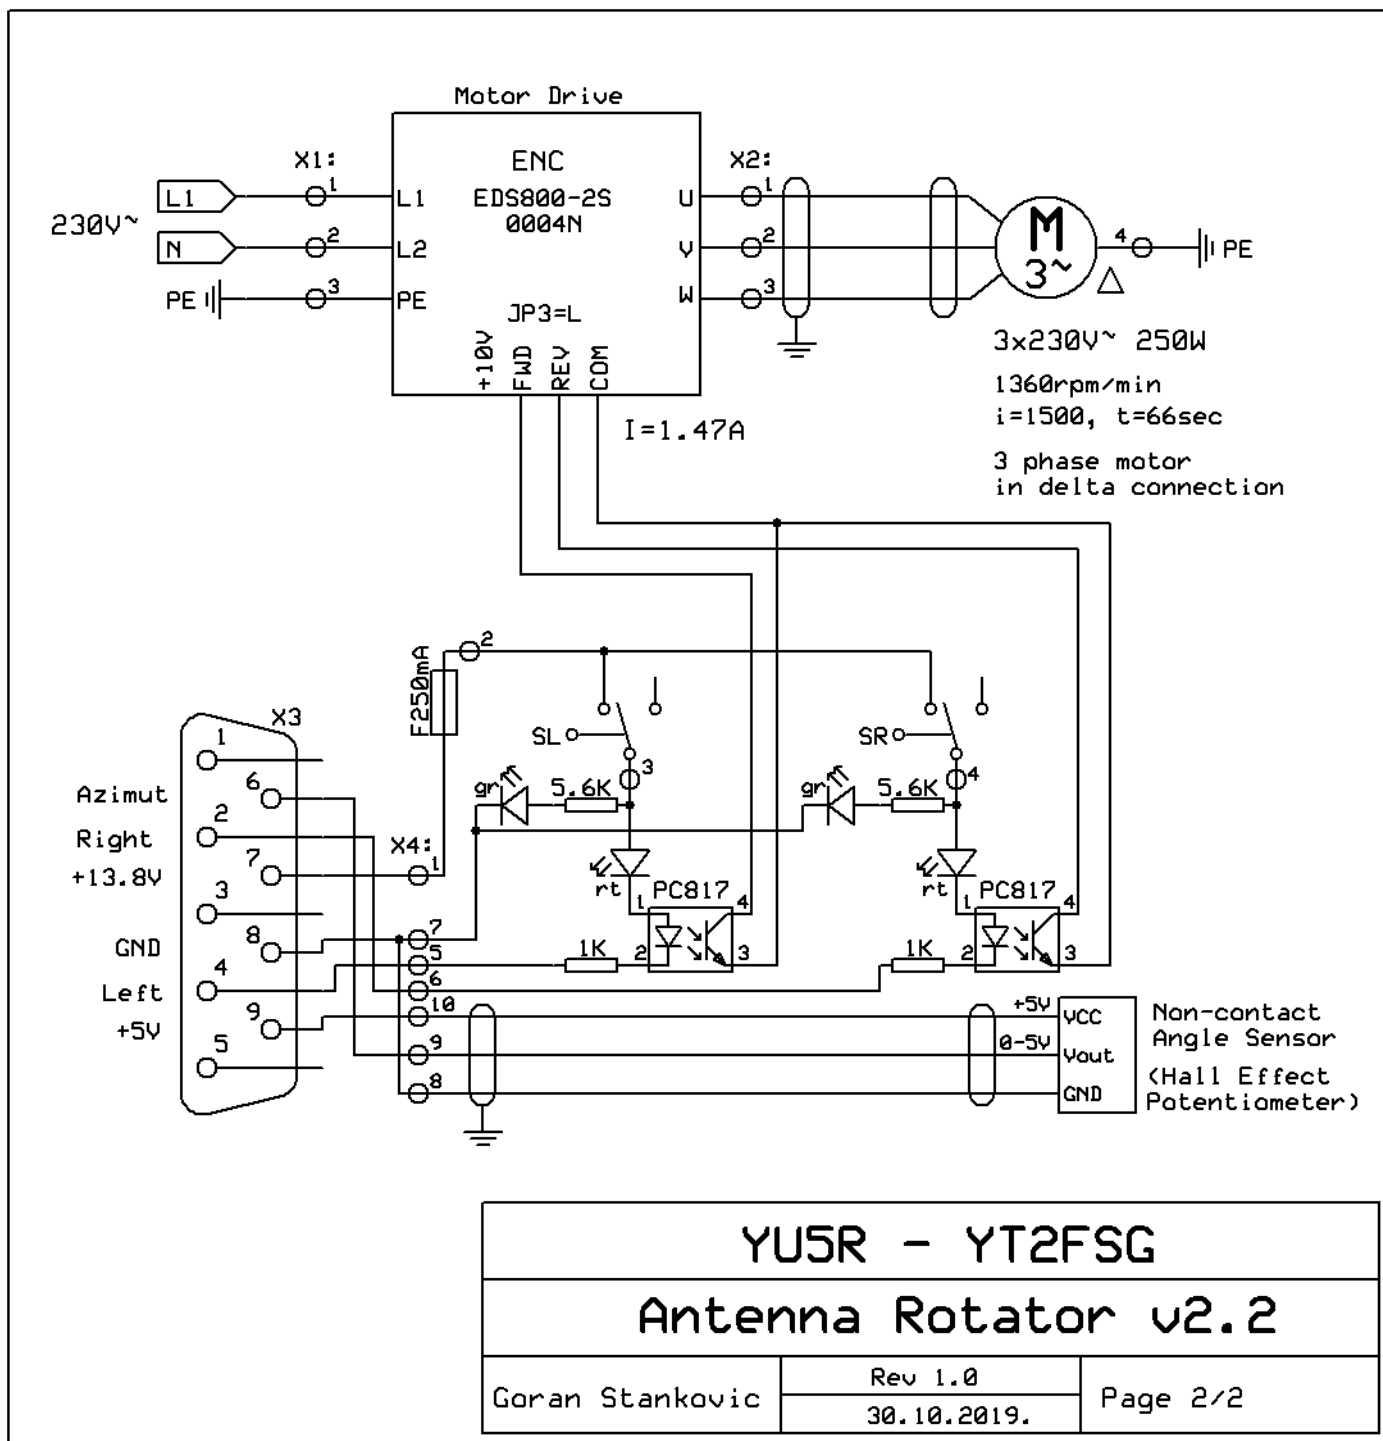 Motor Drive
X1:
ENC
X2:
1
1
L1
L1
EDS800-2S
U
M
230V~
0004N
2
2
4
N
L2
V
PE
3~
△
3
3
PE
PE
W
JP3=L
3x230V~ 250W
+10V
FWD
REV
COM
1360rpm/min
I=1.47A
i=1500, t=66sec
3 phase motor
in delta connection
2
F250mA
X3
1
SL
SR
3
4
6
gr
5.6K
gr
5.6K
Azimut
2
Right
X4:
7
1
+13.8V
rt
PC817
rt
PC817
3
1
4
1
4
8
7
GND
5
1K
2
3
1K
2
3
4
6
Left
9
10
+5V
VCC
Non-contact
+5V
Angle Sensor
5
9
0-5V
Vout
8
(Hall Effect
GND
Potentiometer)
YU5R - YT2FSG
Antenna Rotator v2.2
Goran Stankovic
Rev 1.0
30.10.2019.
Page 2/2